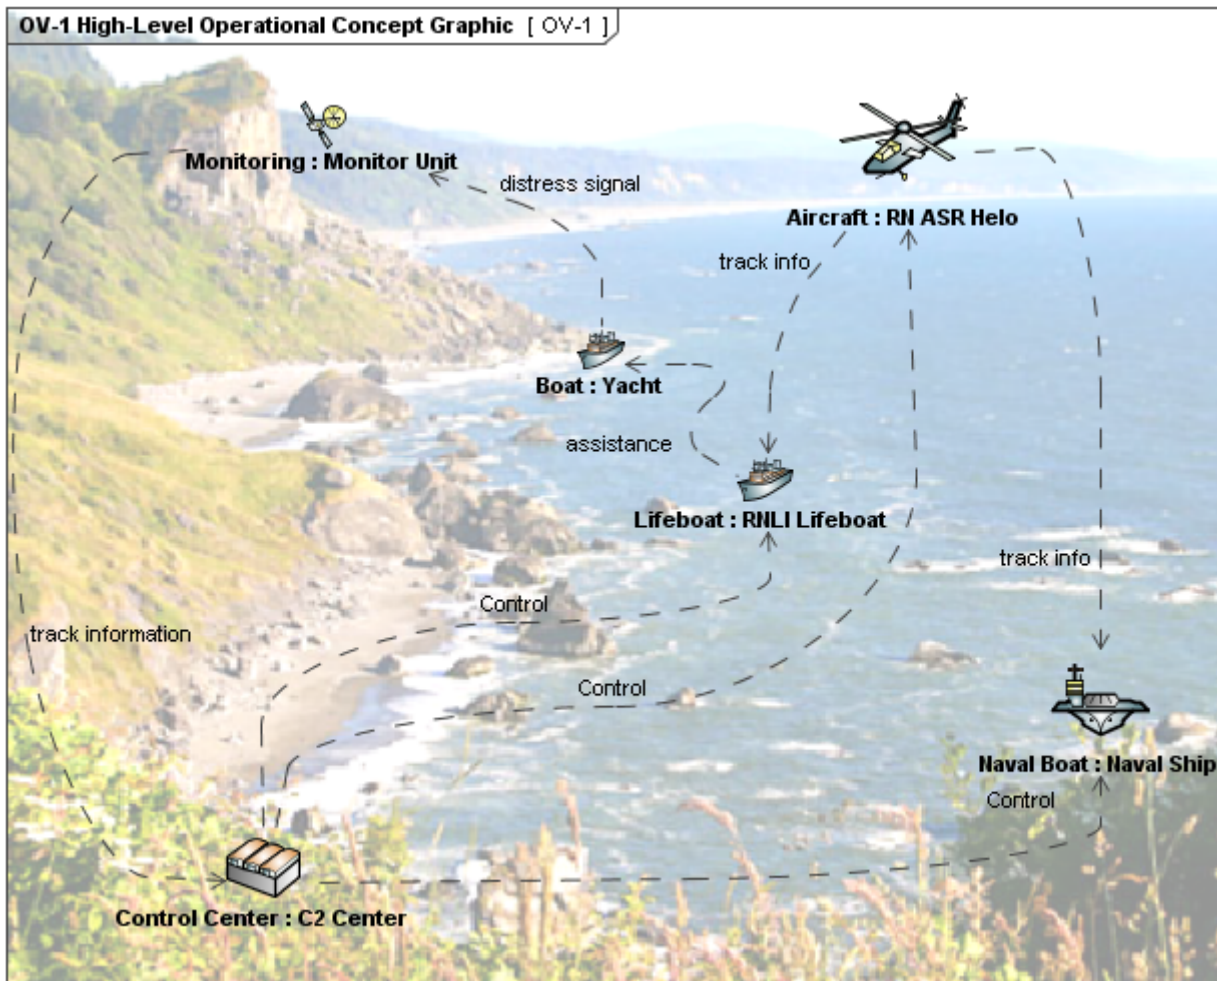 OV-1 High-Level Operational Concept Graphic [ OV-1 ]
Monitoring : Monitor Unit
distress signal
Aircraft : RN ASR Helo
track info
Boat : Yacht
assistance
Lifeboat : RNLI Lifeboat
track info
Control
track information
Control
Naval Boat : Naval Ship
Control
Control Center : C2 Center